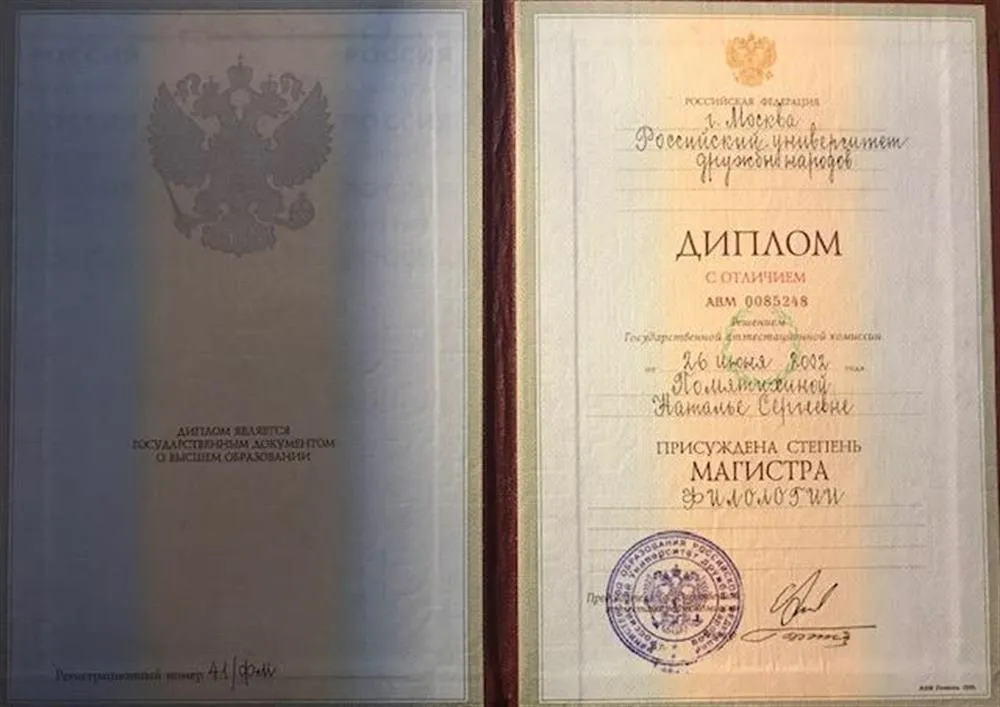 ДИПЛОМ ЯВЛЯЕТСЯ
ГОСУДАРСТВЕННЫМ ДОКУМЕНТОМ
О ВЫСШЕМ ОБРАЗОВАНИИ
Регистрационный номер 41/фм
РОССИЙСКАЯ ФЕДЕРАЦИЯ
г. Москва
Российский университет
дружбы народов
ДИПЛОМ
С ОТЛИЧИЕМ
АВМ 0085248
Решением
Государственной аттестационной комиссии
от 26 июня 2002 года
Помятихиной
Наталье Сергеевне
ПРИСУЖДЕНА СТЕПЕНЬ
МАГИСТРА
ФИЛОЛОГИИ